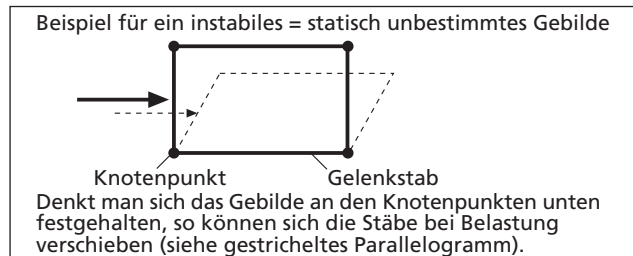 Beispiel für ein instabiles = statisch unbestimmtes Gebilde
Knotenpunkt
Gelenkstab
Denkt man sich das Gebilde an den Knotenpunkten unten
festgehalten, so können sich die Stäbe bei Belastung
verschieben (siehe gestricheltes Parallelogramm).